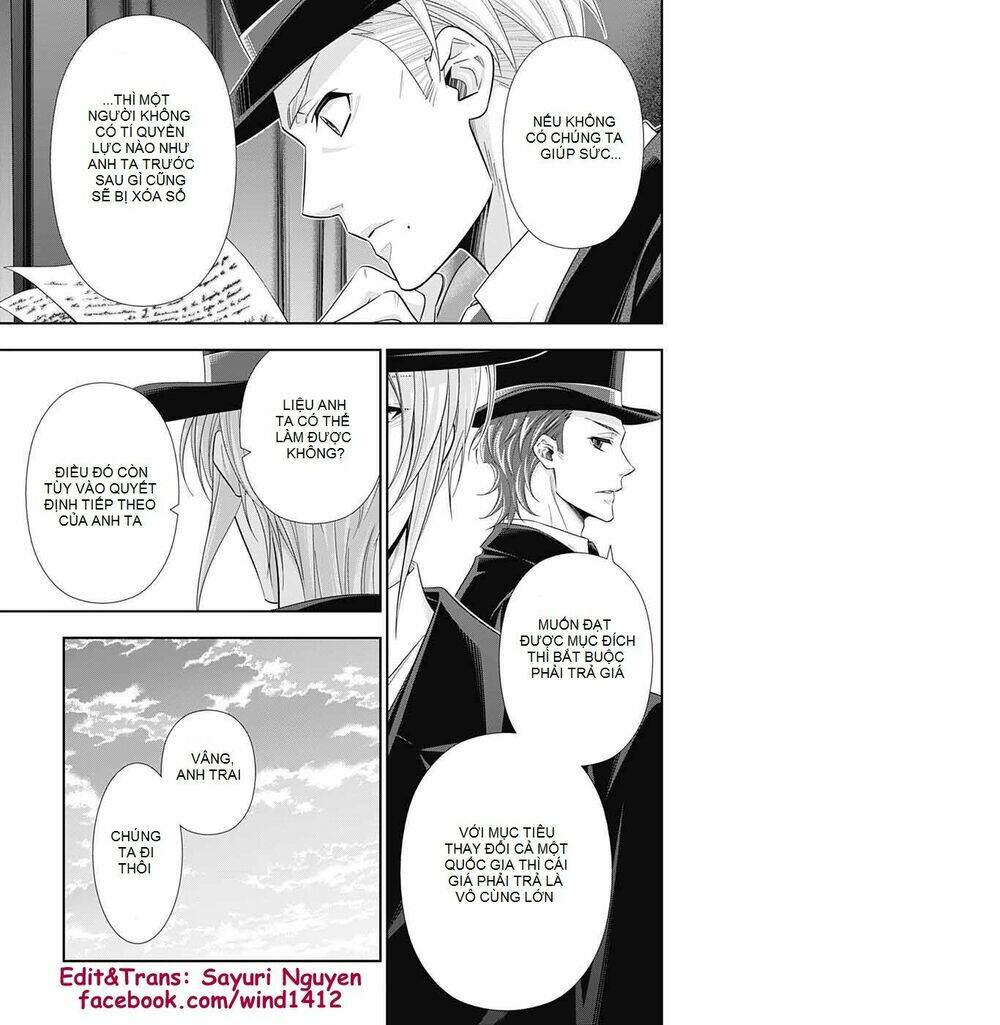 NẾU KHÔNG
CÓ CHÚNG TA
GIÚP SỨC...
...THÌ MỘT
NGƯỜI KHÔNG
CÓ TÍ QUYỀN
LỰC NÀO NHƯ
ANH TA TRƯỚC
SAU GÌ CŨNG
SẼ BỊ XÓA SỔ
MUỐN ĐẠT
ĐƯỢC MỤC ĐÍCH
THÌ BẮT BUỘC
PHẢI TRẢ GIÁ
VỚI MỤC TIÊU
THAY ĐỔI CẢ MỘT
QUỐC GIA THÌ CÁI
GIÁ PHẢI TRẢ LÀ
VÔ CÙNG LỚN
LIỆU ANH
TA CÓ THỂ
LÀM ĐƯỢC
KHÔNG?
ĐIỀU ĐÓ CÒN
TÙY VÀO QUYẾT
ĐỊNH TIẾP THEO
CỦA ANH TA
VÂNG,
ANH TRAI
CHÚNG
TA ĐI
THÔI
Edit&Trans: Sayuri Nguyen
facebook.com/wind1412